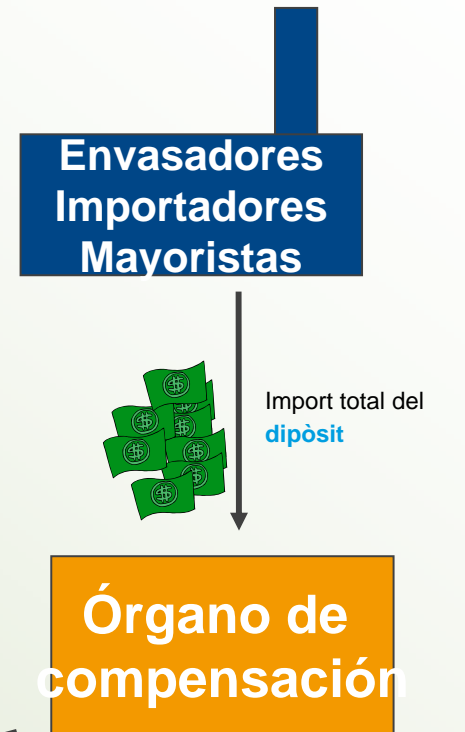 Envasadores
Importadores
Mayoristas
Import total del
dipòsit
Órgano de
compensación